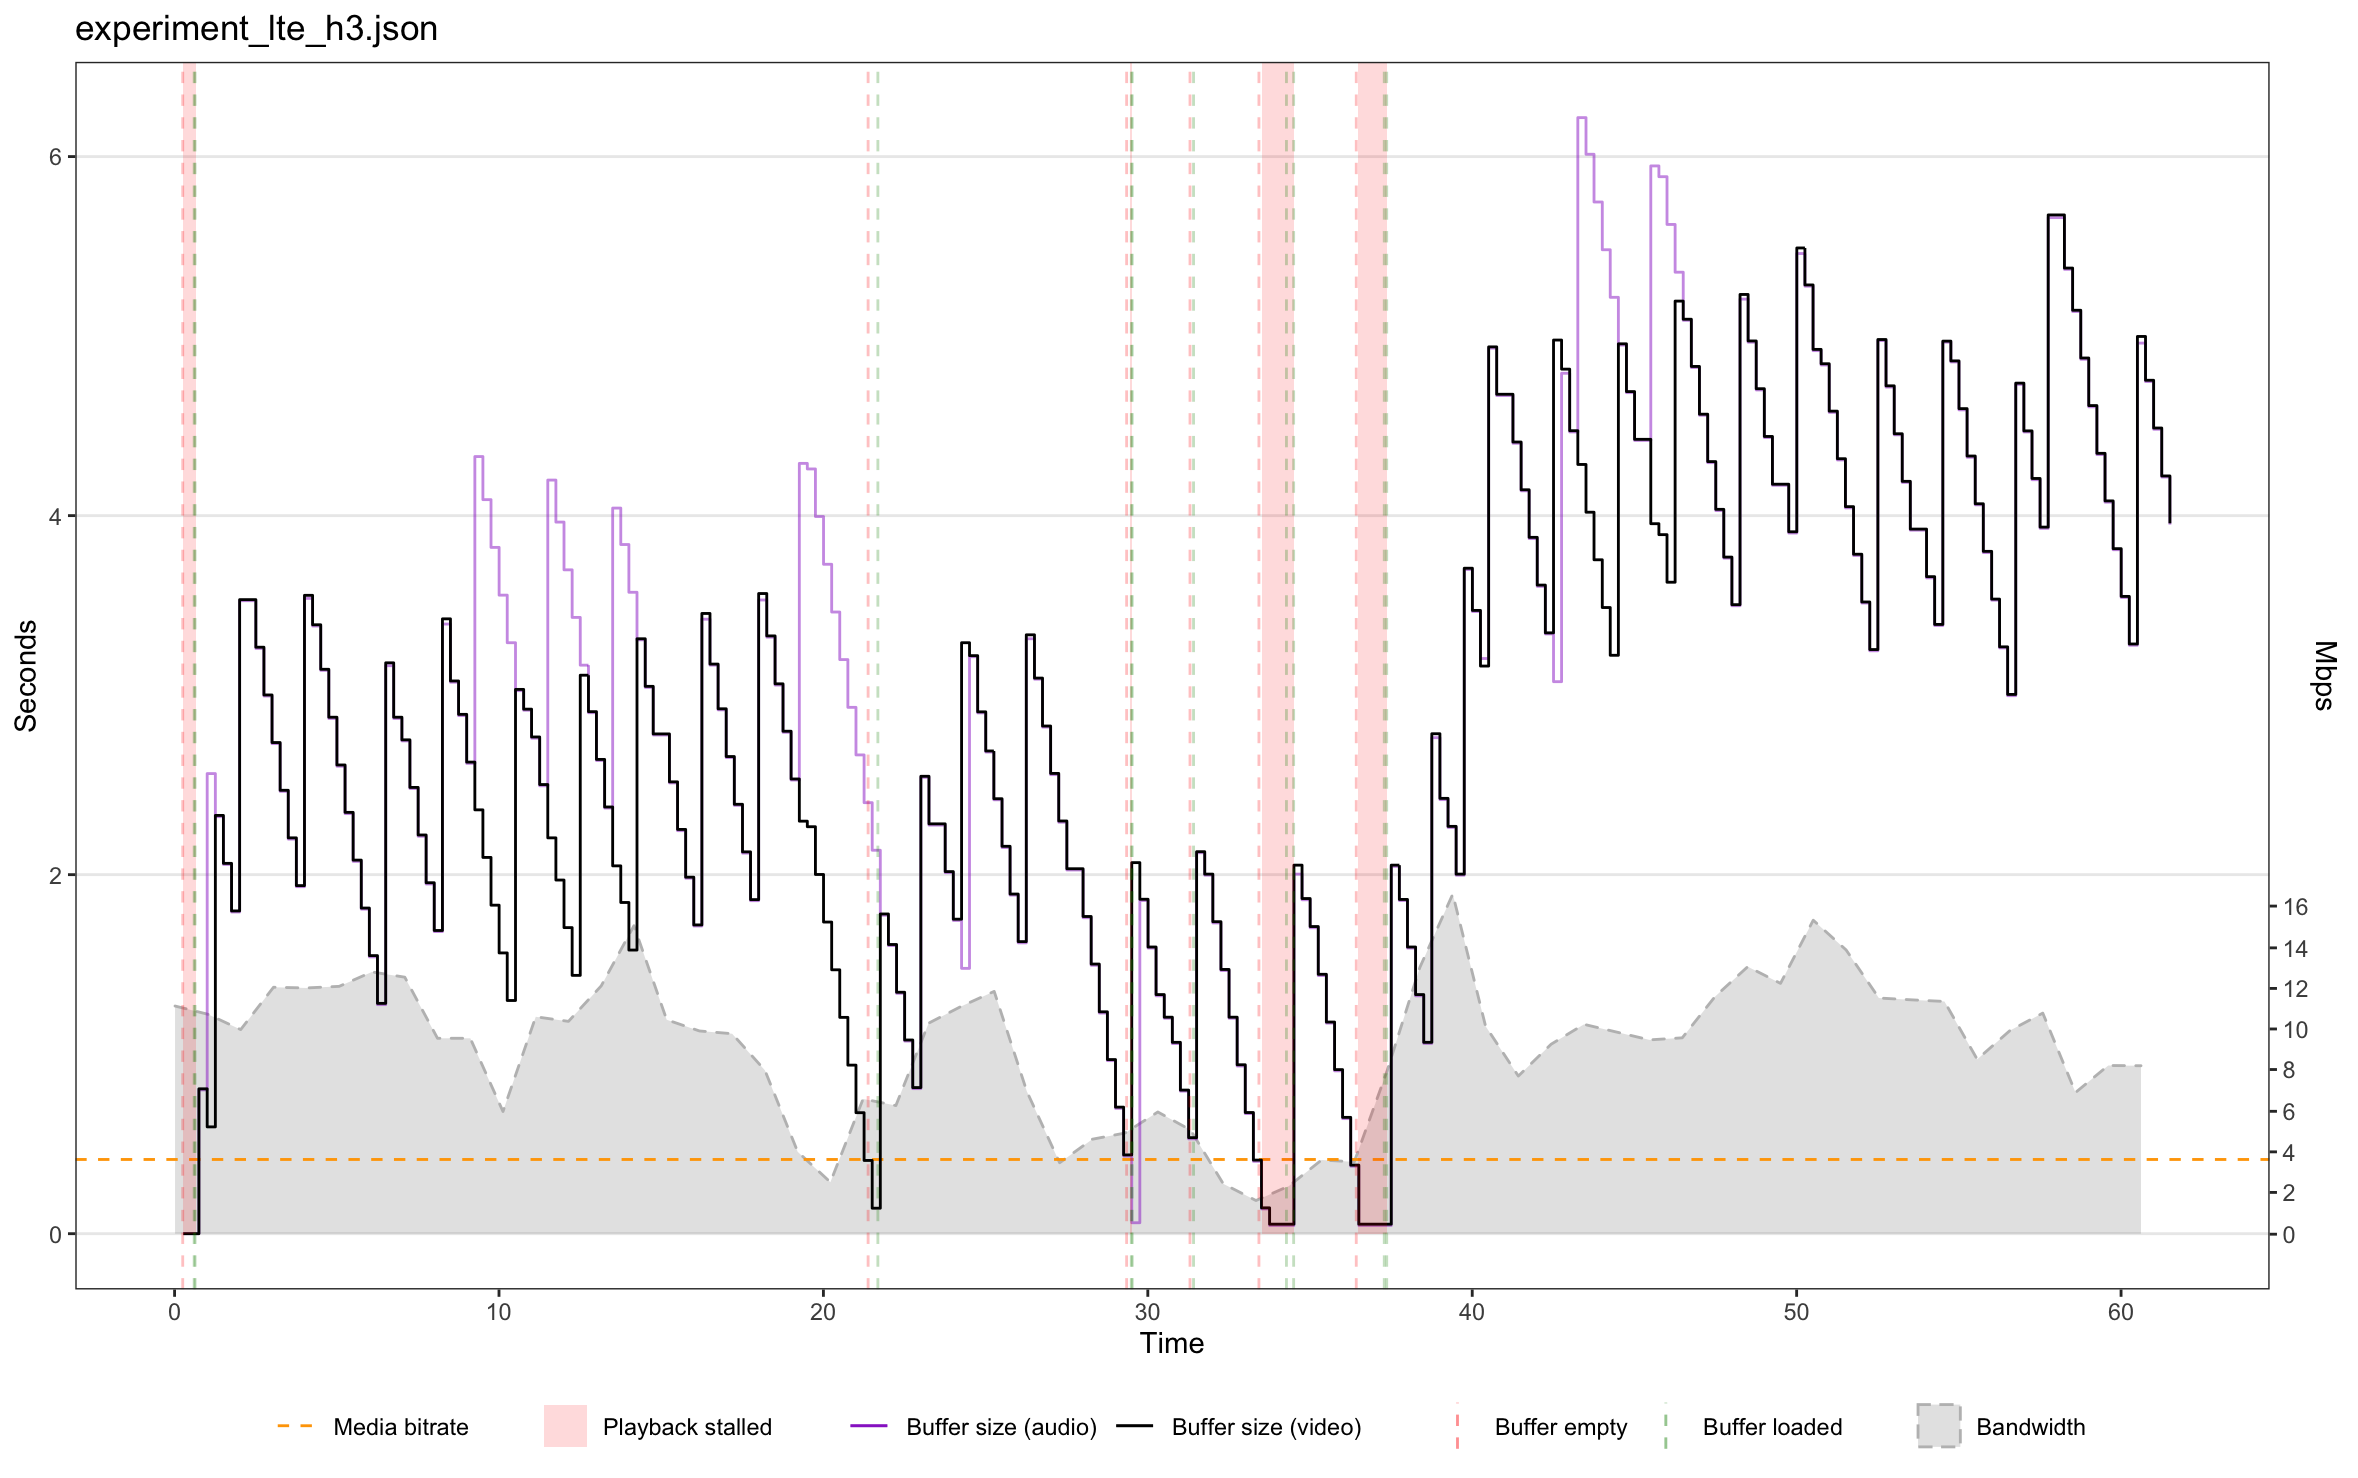 experiment_lte_h3.json
Seconds
6
4
2
0
Mbps
16
14
12
10
8
6
4
2
0
0 10 20 30 40 50 60
Time
Media bitrate Playback stalled Buffer size (audio) Buffer size (video) Buffer empty Buffer loaded Bandwidth